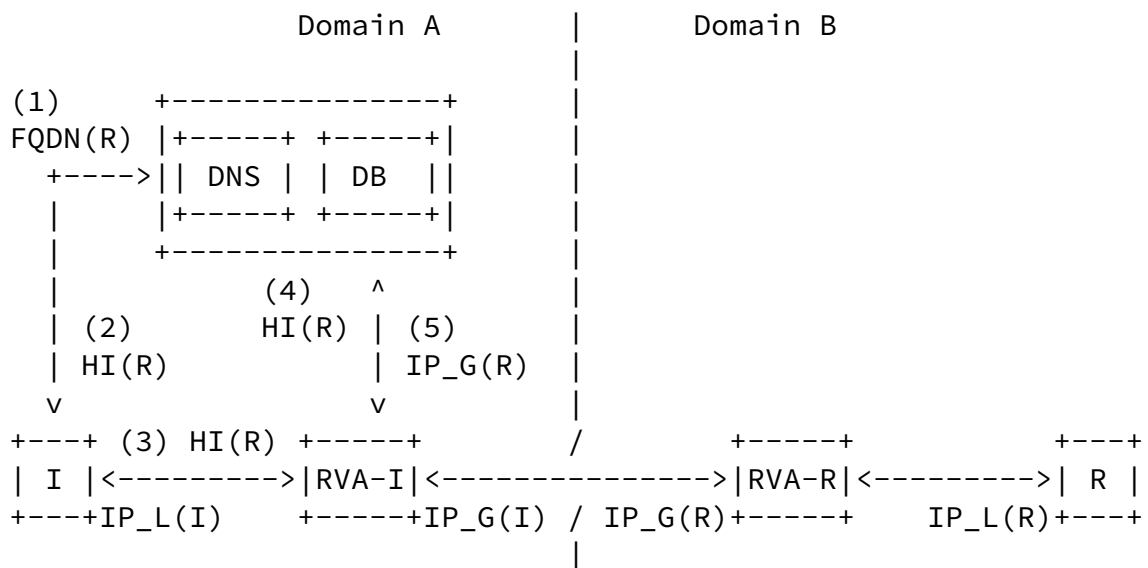 Domain A        |      Domain B
                                |
                                |
(1)      +---------------+      |
FQDN(R)  |+-----+ +-----+|      |
  +---->|| DNS | | DB  ||      |
  |      |+-----+ +-----+|      |
  |      +---------------+      |
  |            (4)   ^          |
  | (2)        HI(R) | (5)      |
  | HI(R)            | IP_G(R)  |
  v                  v          |
+---+ (3) HI(R) +-----+         /        +-----+           +---+
| I |<--------->|RVA-I|<--------------->|RVA-R|<--------->| R |
+---+IP_L(I)    +-----+IP_G(I)  / IP_G(R)+-----+    IP_L(R)+---+
                                |